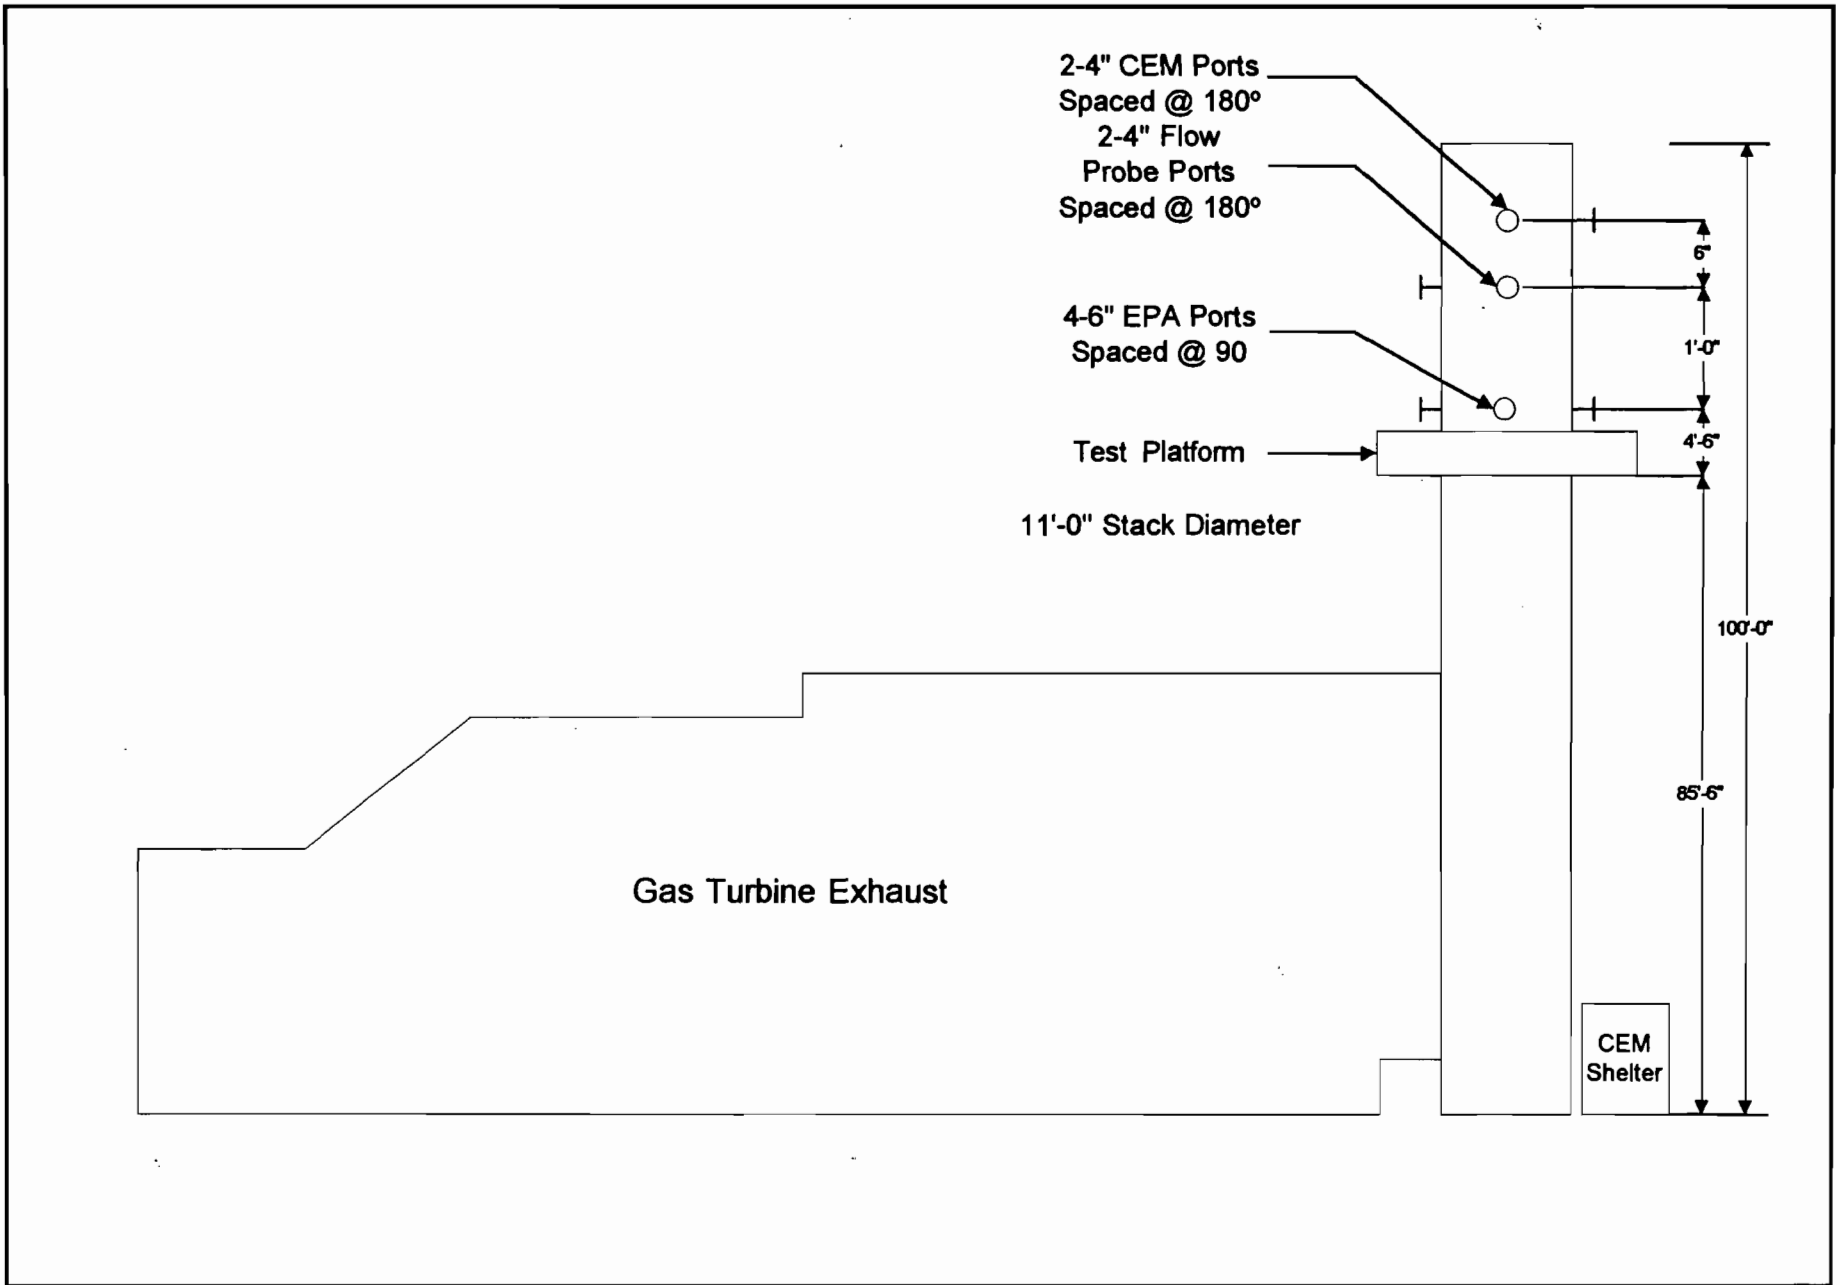 2-4" CEM Ports
Spaced @ 180º
2-4" Flow
Probe Ports
Spaced @ 180º
6"
4-6" EPA Ports
Spaced @ 90
1'-0"
Test Platform
4'-6"
11'-0" Stack Diameter
100'-0"
85'-6"
Gas Turbine Exhaust
CEM
Shelter